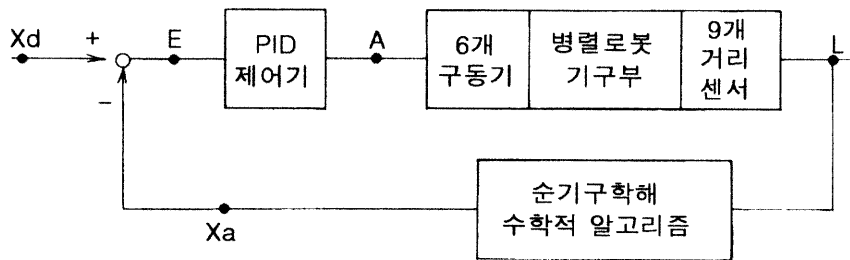 Xd
+
−
E
PID
제어기
A
6개
구동기
병렬로봇
기구부
9개
거리
센서
L
순기구학해
수학적 알고리즘
Xa